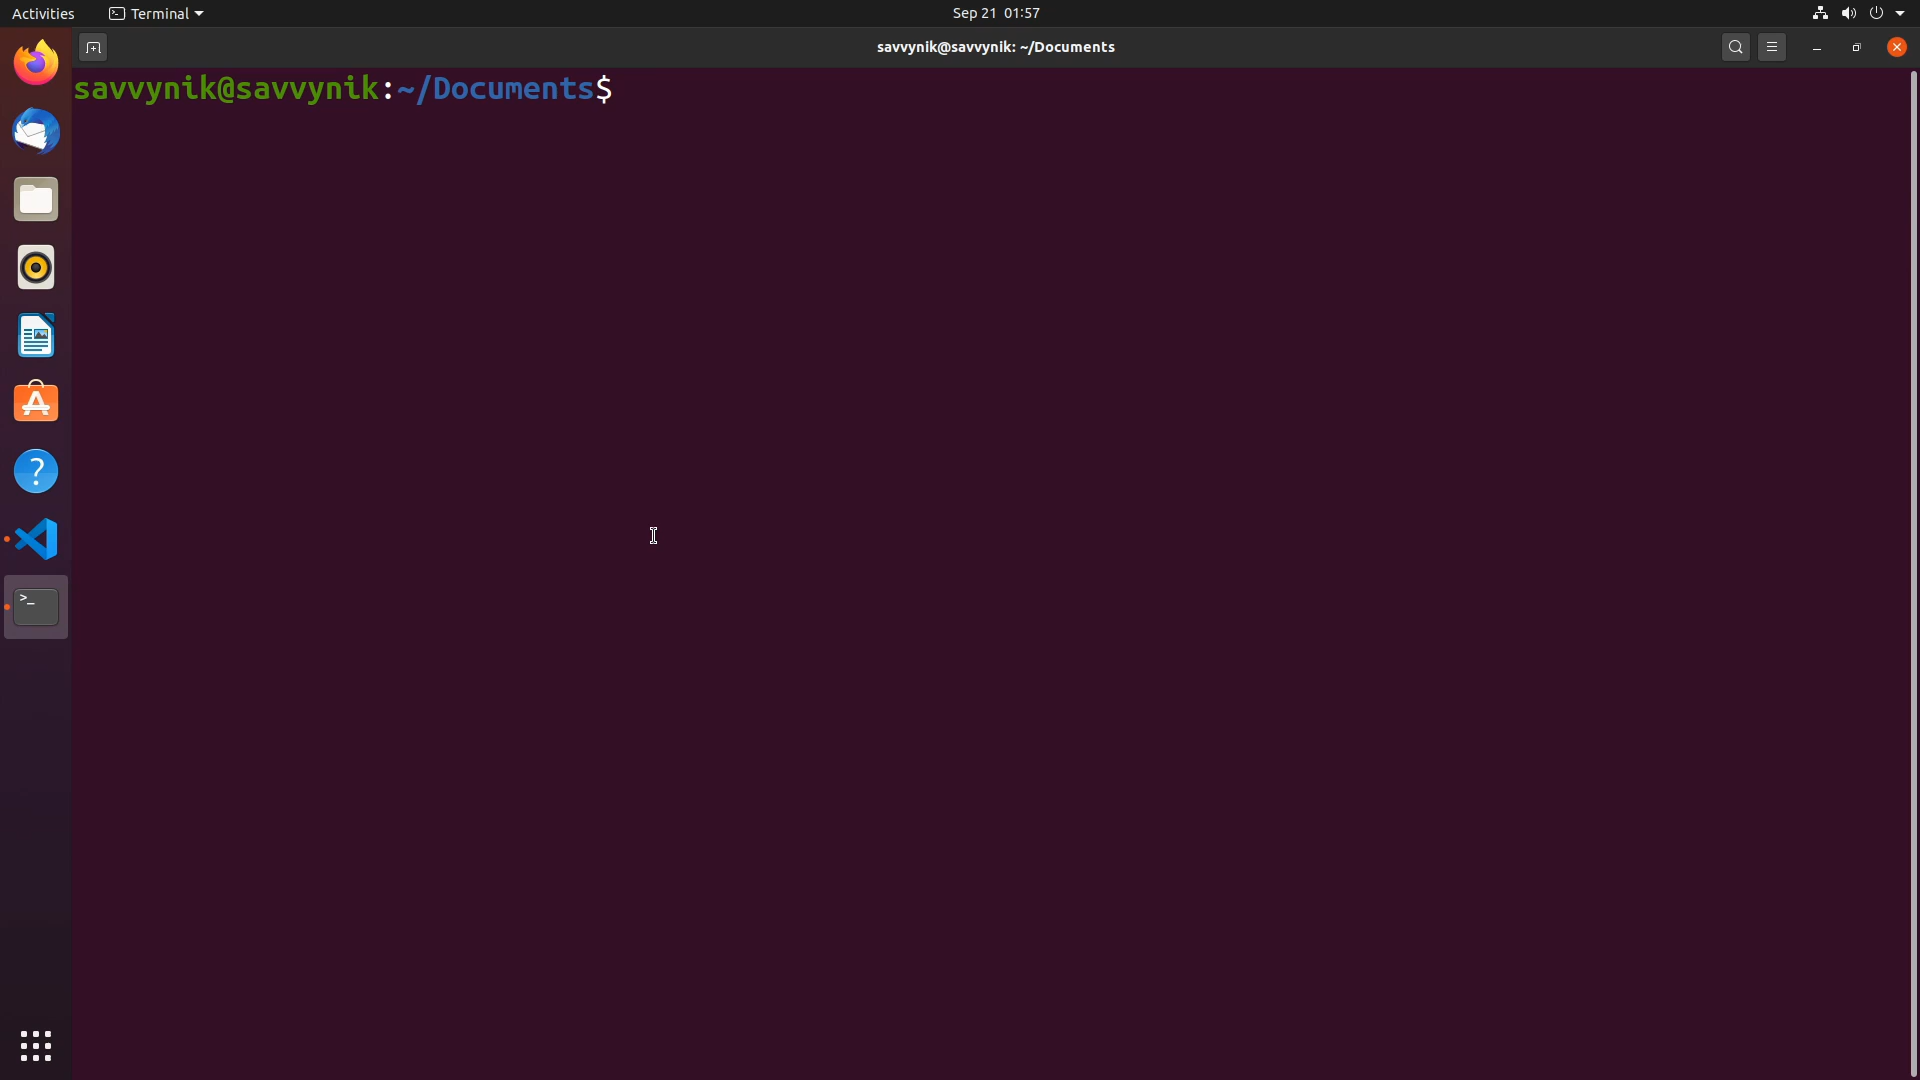 Activities Terminal Sep 21 01:57
savvynik@savvynik: ~/Documents
savvynik@savvynik:~/Documents$